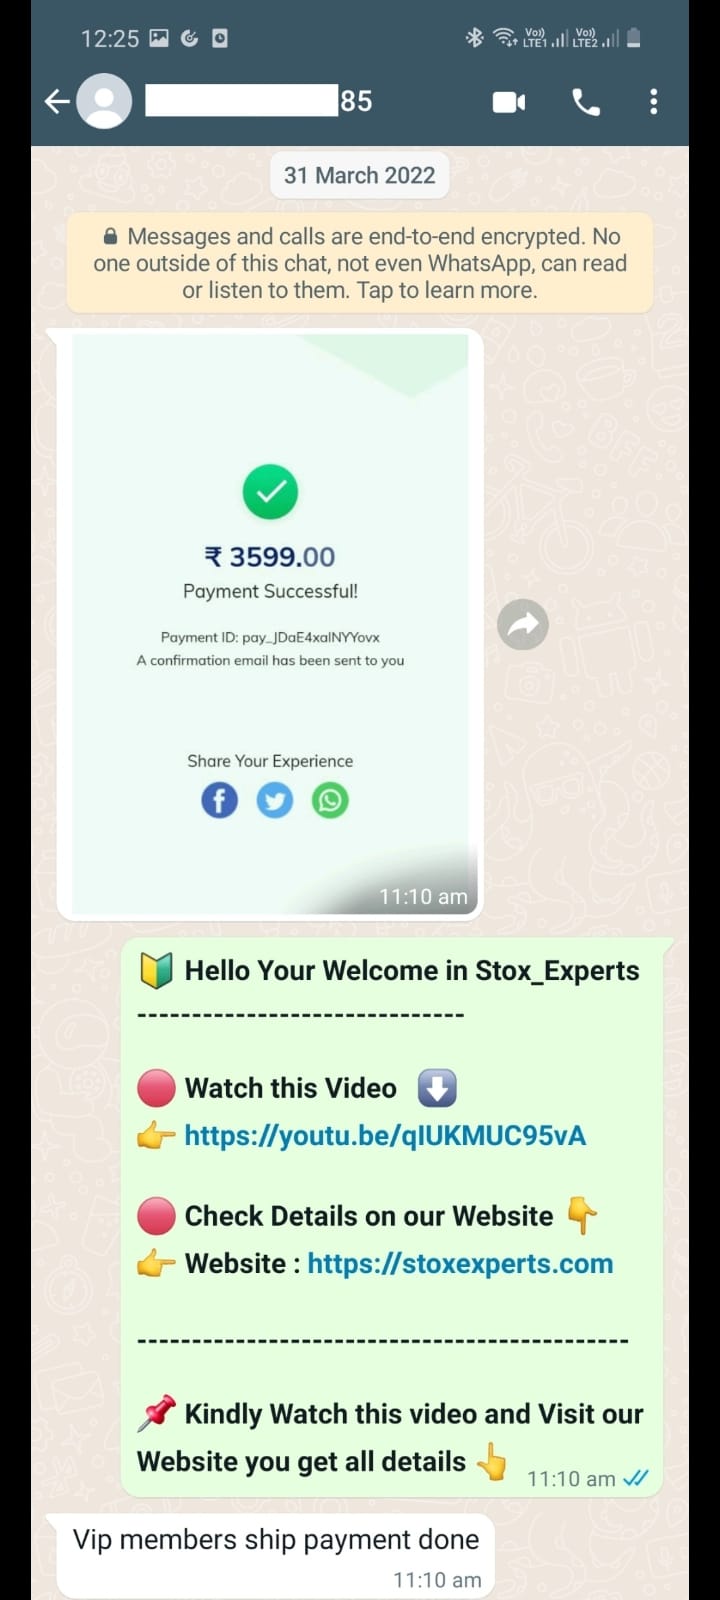 12:25
Vo)) LTE1 Vo)) LTE2
85
31 March 2022
Messages and calls are end-to-end encrypted. No
one outside of this chat, not even WhatsApp, can read
or listen to them. Tap to learn more.
₹ 3599.00
Payment Successful!
Payment ID: pay_JDaE4xalNYYovx
A confirmation email has been sent to you
Share Your Experience
11:10 am
🔰 Hello Your Welcome in Stox_Experts
------------------------------
🔴 Watch this Video ⬇️
👉 https://youtu.be/qIUKMUC95vA
🔴 Check Details on our Website 👇
👉 Website : https://stoxexperts.com
---------------------------------------------
📌 Kindly Watch this video and Visit our
Website you get all details 👆
11:10 am
Vip members ship payment done
11:10 am